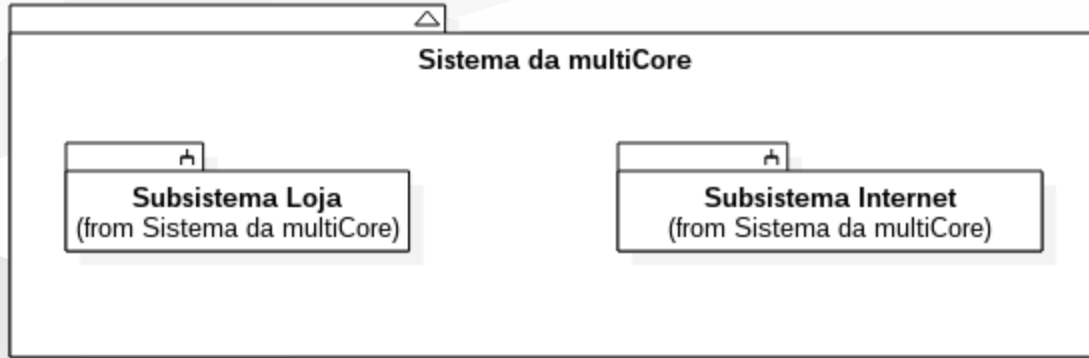 Sistema da multiCore
Subsistema Loja
(from Sistema da multiCore)
Subsistema Internet
(from Sistema da multiCore)